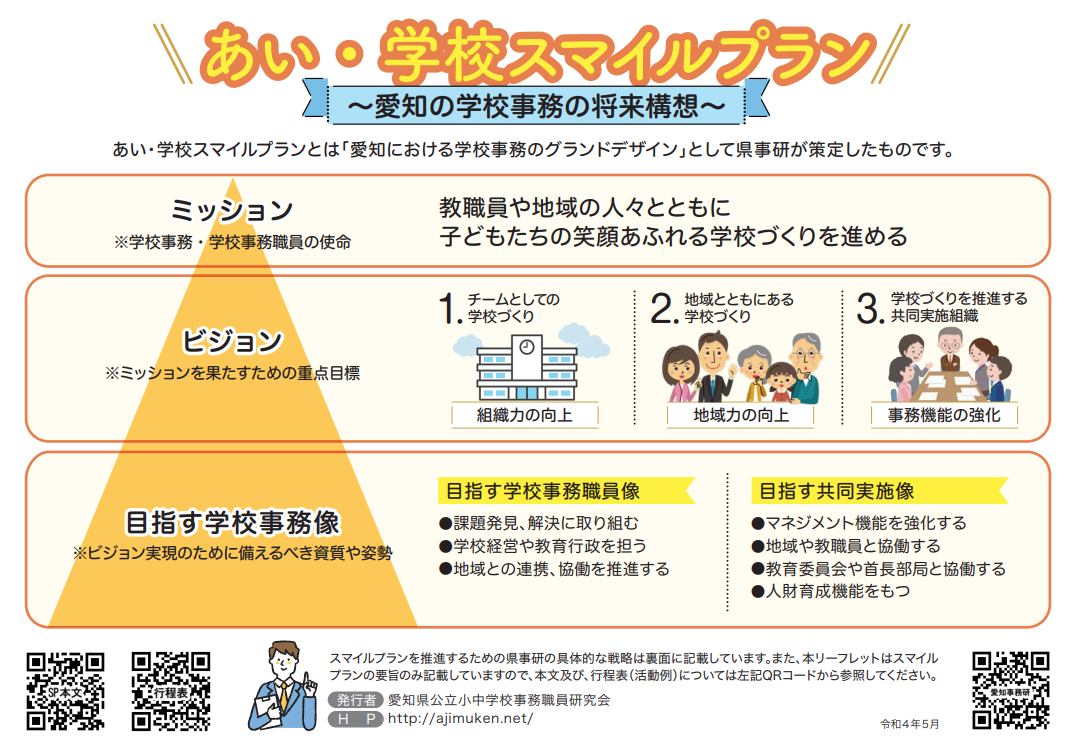 あい・学校スマイルプラン
～愛知の学校事務の将来構想～
あい・学校スマイルプランとは「愛知における学校事務のグランドデザイン」として県事研が策定したものです。
ミッション
※学校事務・学校事務職員の使命
教職員や地域の人々とともに
子どもたちの笑顔あふれる学校づくりを進める
ビジョン
※ミッションを果たすための重点目標
1.チームとしての
学校づくり
組織力の向上
2.地域とともにある
学校づくり
地域力の向上
3.学校づくりを推進する
共同実施組織
事務機能の強化
目指す学校事務像
※ビジョン実現のために備えるべき資質や姿勢
目指す学校事務職員像
●課題発見、解決に取り組む
●学校経営や教育行政を担う
●地域との連携、協働を推進する
目指す共同実施像
●マネジメント機能を強化する
●地域や教職員と協働する
●教育委員会や首長部局と協働する
●人財育成機能をもつ
SP本文
行程表
スマイルプランを推進するための県事研の具体的な戦略は裏面に記載しています。また、本リーフレットはスマイル
プランの要旨のみ記載していますので、本文及び、行程表（活動例）については左記QRコードから参照してください。
発行者 愛知県公立小中学校事務職員研究会
HP http://ajimuken.net/
令和4年5月
愛知事務研